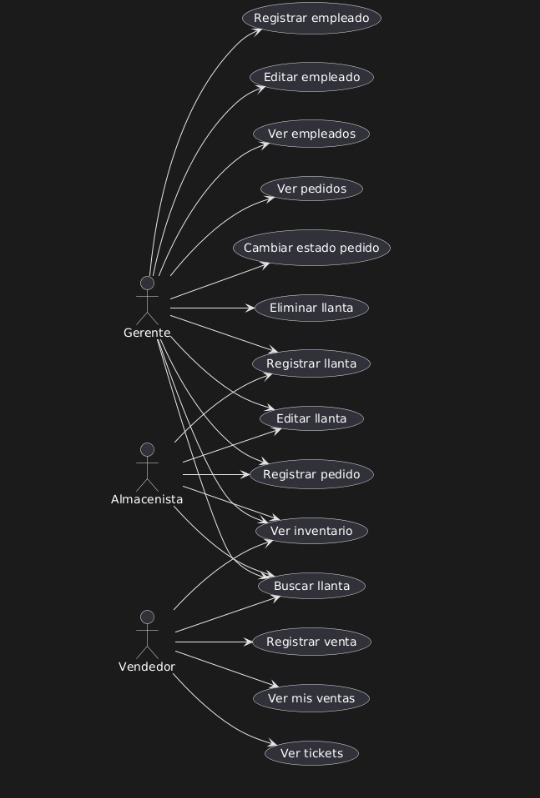 Registrar empleado
Editar empleado
Ver empleados
Ver pedidos
Cambiar estado pedido
Eliminar llanta
Gerente
Registrar llanta
Editar llanta
Registrar pedido
Almacenista
Ver inventario
Buscar llanta
Registrar venta
Vendedor
Ver mis ventas
Ver tickets